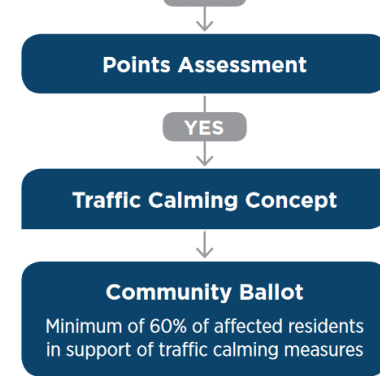 Points Assessment
YES
Traffic Calming Concept
Community Ballot
Minimum of 60% of affected residents
in support of traffic calming measures